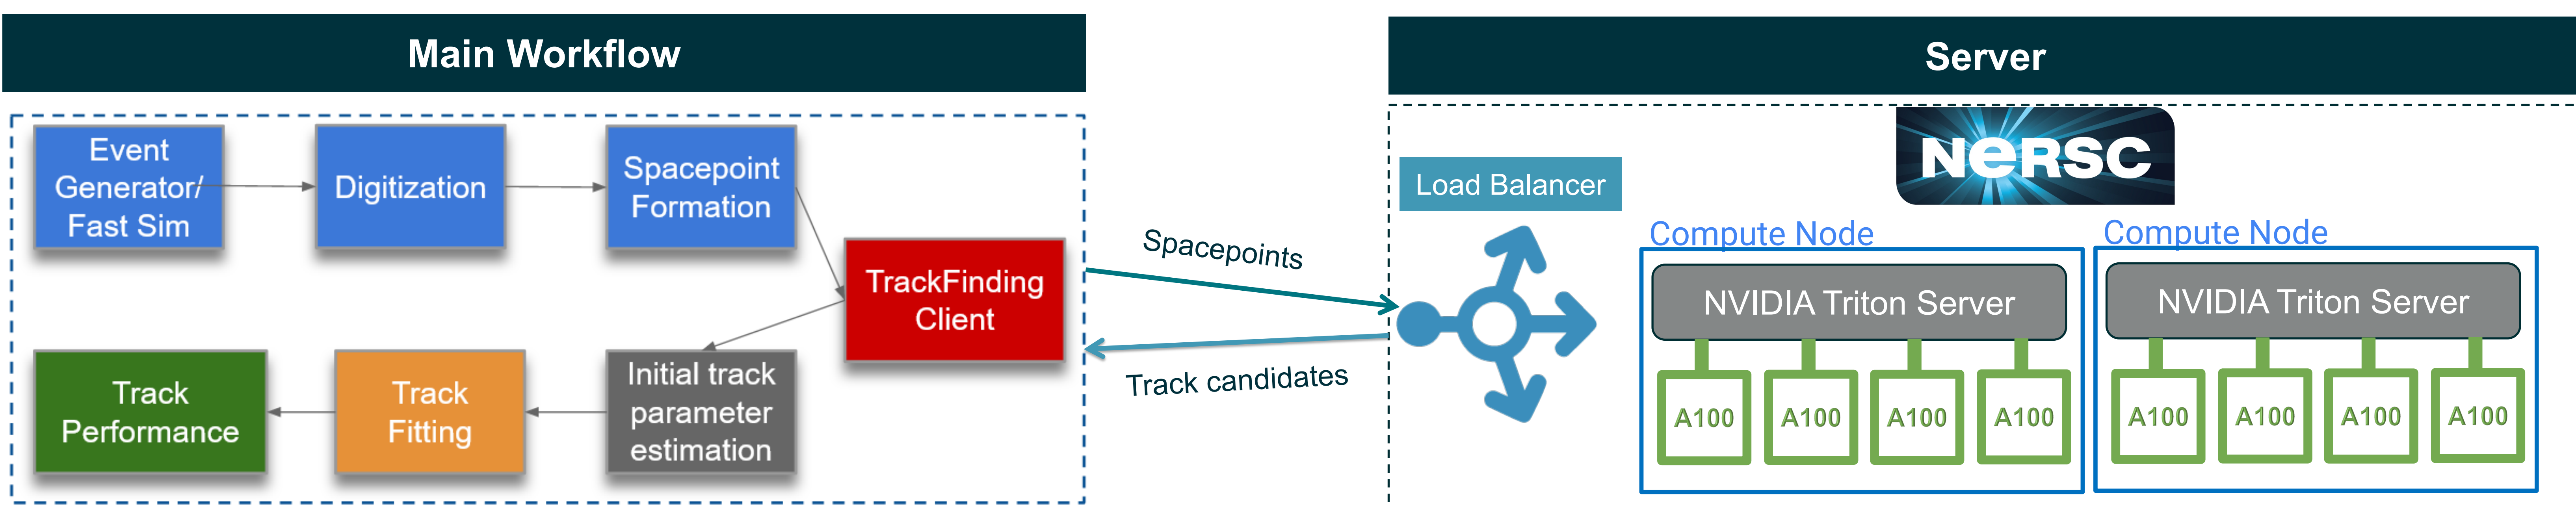 Main Workflow
Server
Event
Generator/
Fast Sim
Digitization
Spacepoint
Formation
TrackFinding
Client
Track
Performance
Track
Fitting
Initial track
parameter
estimation
Spacepoints
Track candidates
Load Balancer
NeRSC
Compute Node
NVIDIA Triton Server
A100
A100
A100
A100
Compute Node
NVIDIA Triton Server
A100
A100
A100
A100